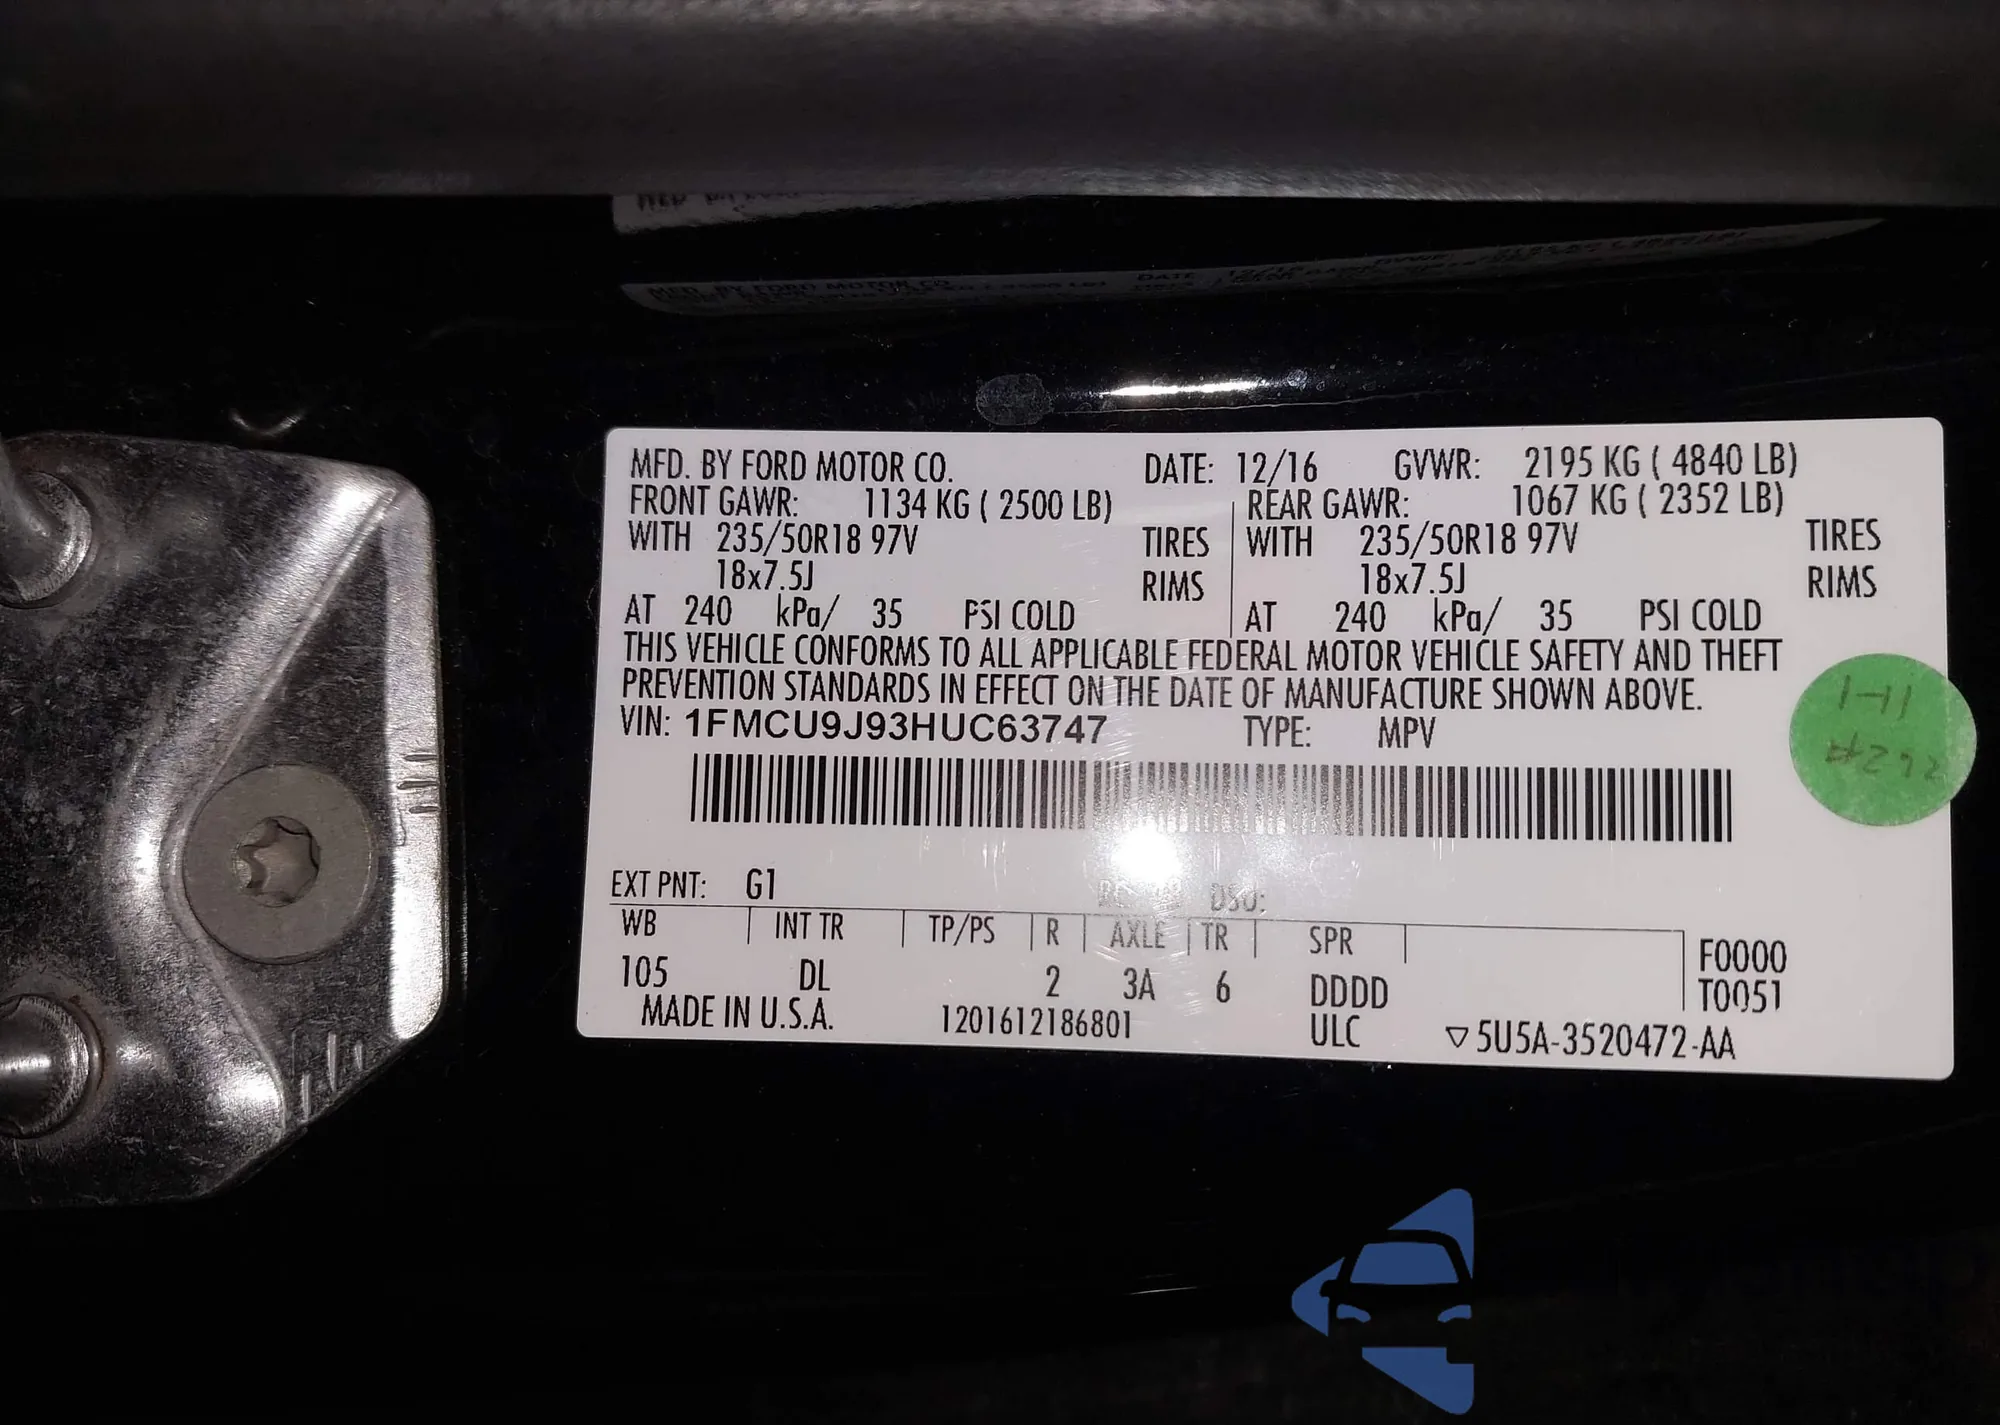 MFD. BY FORD MOTOR CO. DATE: 12/16 GVWR: 2195 KG ( 4840 LB)
FRONT GAWR: 1134 KG ( 2500 LB) REAR GAWR: 1067 KG ( 2352 LB)
WITH 235/50R18 97V TIRES WITH 235/50R18 97V TIRES
18x7.5J RIMS 18x7.5J RIMS
AT 240 kPa/ 35 PSI COLD AT 240 kPa/ 35 PSI COLD
THIS VEHICLE CONFORMS TO ALL APPLICABLE FEDERAL MOTOR VEHICLE SAFETY AND THEFT
PREVENTION STANDARDS IN EFFECT ON THE DATE OF MANUFACTURE SHOWN ABOVE.
VIN: 1FMCU9J93HUC63747 TYPE: MPV
1-11
#292
EXT PNT: G1 DSO:
WB INT TR TP/PS R AXLE TR SPR
105 DL 2 3A 6 DDDD
F0000
T0051
MADE IN U.S.A. 1201612186801 ULC ▽5U5A-3520472-AA